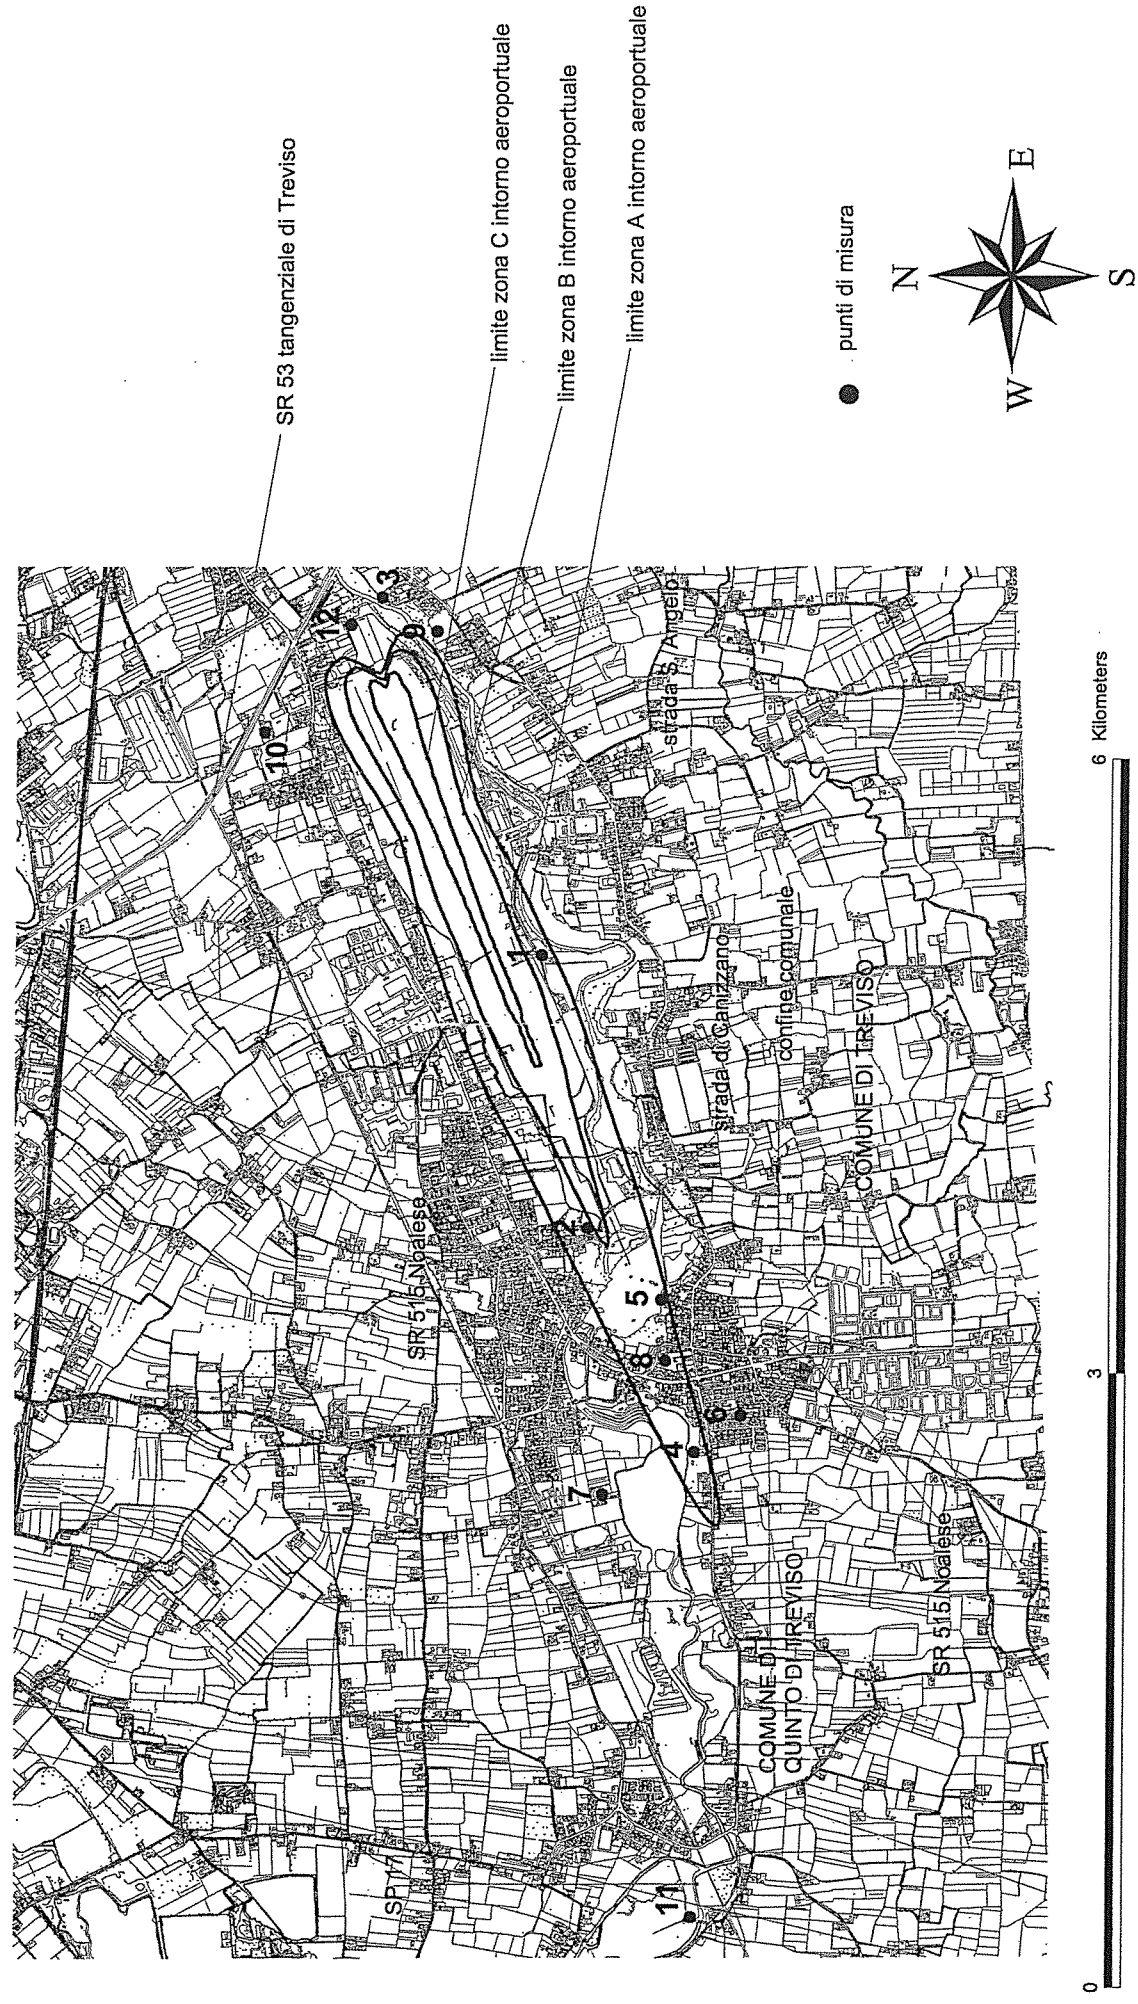 SR 53 tangenziale di Treviso
limite zona C intorno aeroportuale
limite zona B intorno aeroportuale
limite zona A intorno aeroportuale
punti di misura
N
W
E
S
12
3
9
10
1
2
5
8
6
4
7
11
SR 515 Noalese
strada S. Angelo
strada di Canizzano
confine comunale
COMUNE DI TREVISO
COMUNE DI
QUINTO DI TREVISO
SR 515 Noalese
SP 17
0
3
6 Kilometers